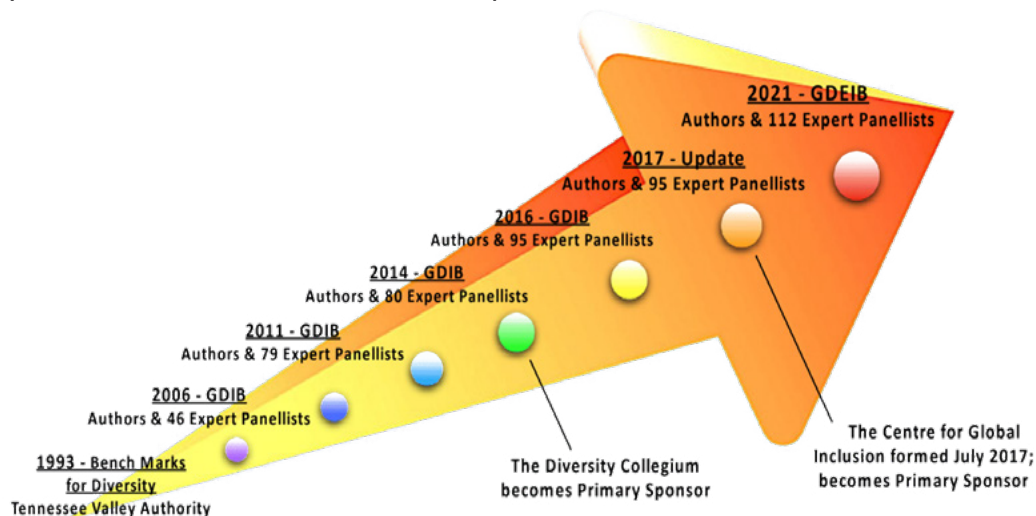 2021 - GDEIB
Authors & 112 Expert Panellists
2017 - Update
Authors & 95 Expert Panellists
2016 - GDIB
Authors & 95 Expert Panellists
2014 - GDIB
Authors & 80 Expert Panellists
2011 - GDIB
Authors & 79 Expert Panellists
2006 - GDIB
Authors & 46 Expert Panellists
1993 - Bench Marks
for Diversity
Tennessee Valley Authority
The Diversity Collegium
becomes Primary Sponsor
The Centre for Global
Inclusion formed July 2017;
becomes Primary Sponsor